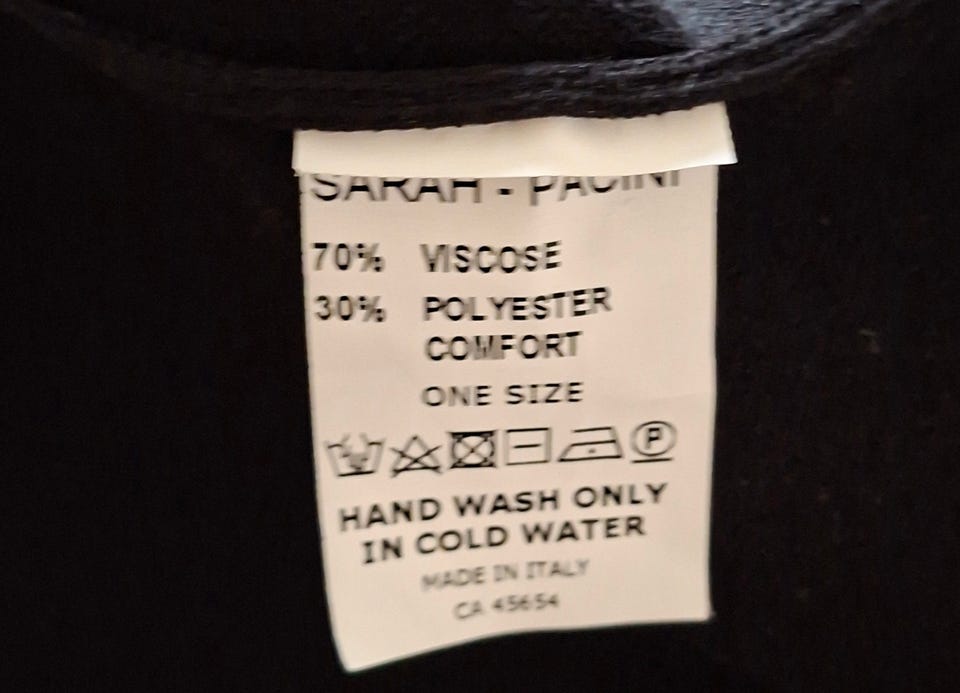 SARAH - PACINI
70% VISCOSE
30% POLYESTER
COMFORT
ONE SIZE
P
HAND WASH ONLY
IN COLD WATER
MADE IN ITALY
CA 45654